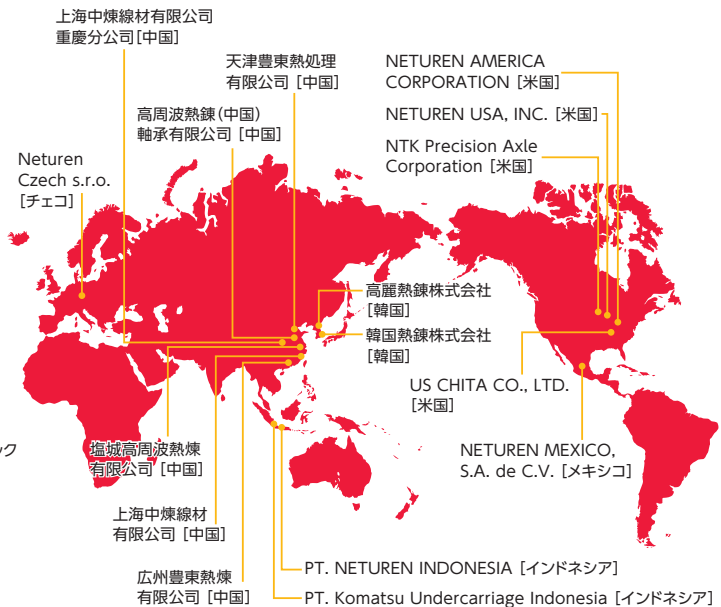 上海中煉線材有限公司
重慶分公司[中国]
天津豊東熱処理
有限公司 [中国]
高周波熱錬(中国)
軸承有限公司 [中国]
Neturen
Czech s.r.o.
[チェコ]
NETUREN AMERICA
CORPORATION [米国]
NETUREN USA, INC. [米国]
NTK Precision Axle
Corporation [米国]
高麗熱錬株式会社
[韓国]
韓国熱錬株式会社
[韓国]
US CHITA CO., LTD.
[米国]
NETUREN MEXICO,
S.A. de C.V. [メキシコ]
ック
塩城高周波熱煉
有限公司 [中国]
上海中煉線材
有限公司 [中国]
広州豊東熱煉
有限公司 [中国]
PT. NETUREN INDONESIA [インドネシア]
PT. Komatsu Undercarriage Indonesia [インドネシア]